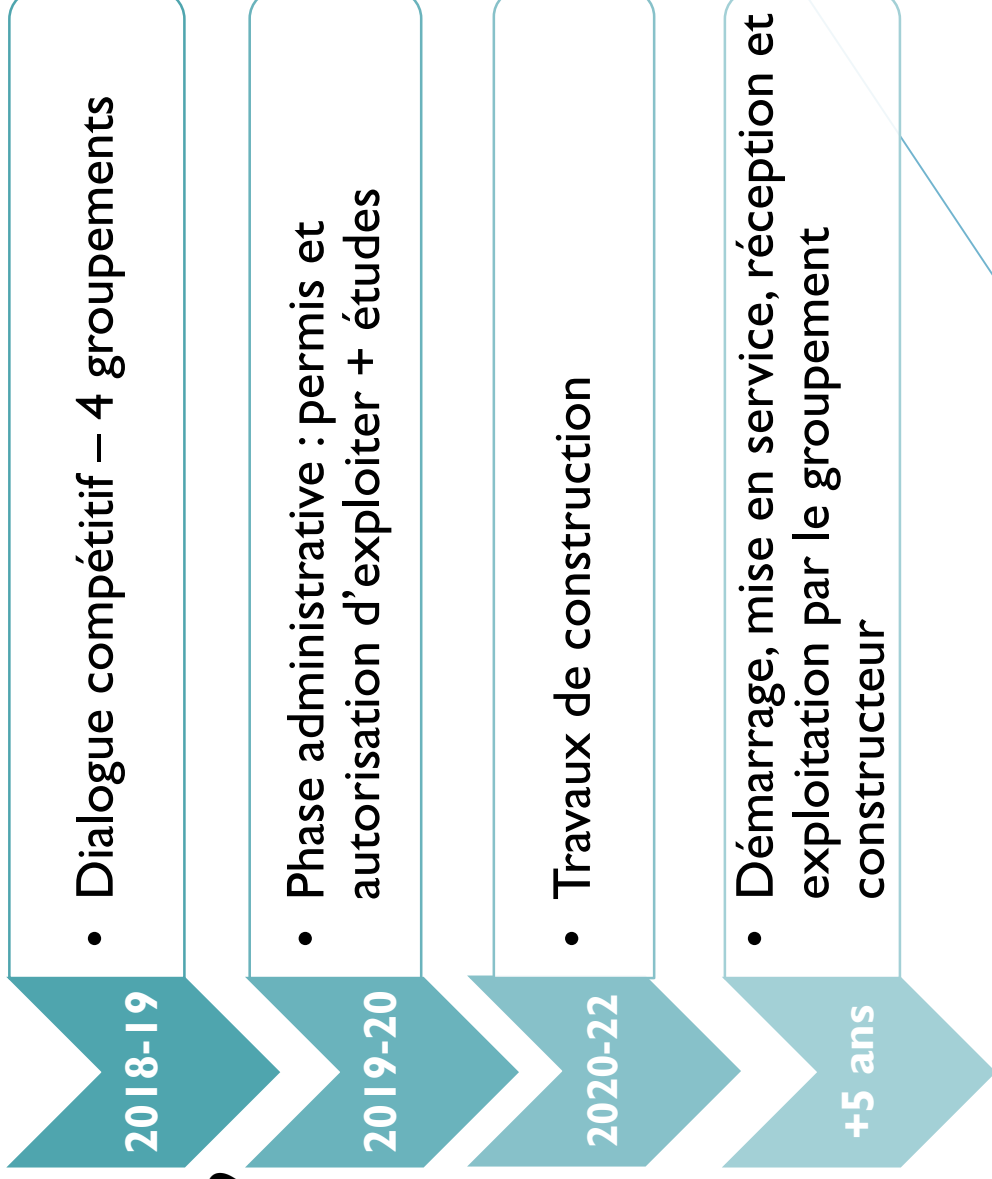 2018-19
• Dialogue compétitif – 4 groupements
2019-20
• Phase administrative : permis et
autorisation d’exploiter + études
2020-22
• Travaux de construction
+5 ans
• Démarrage, mise en service, réception et
exploitation par le groupement
constructeur